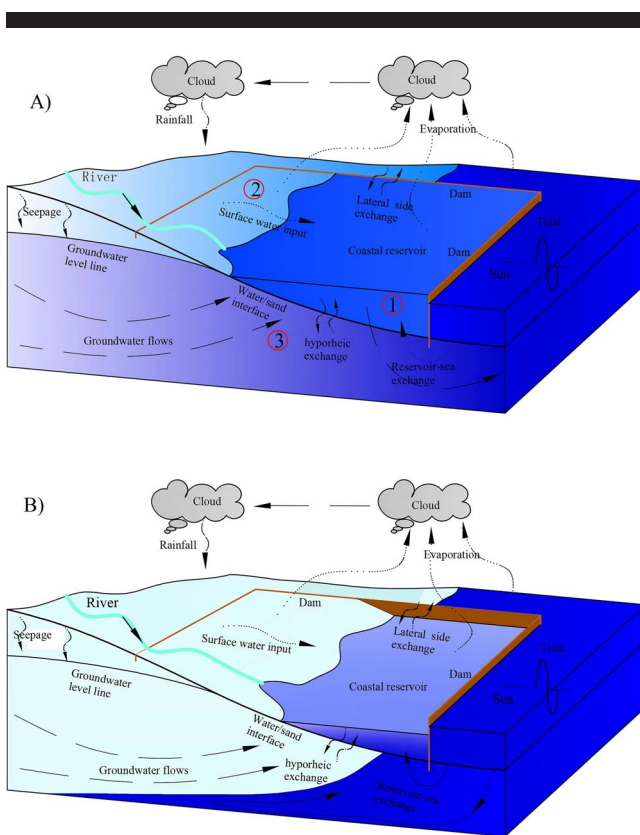 A)
Cloud
Cloud
Rainfall
Evaporation
River
②
Dam
Seepage
Surface water input
Lateral side
exchange
Groundwater
level line
Coastal reservoir
Dam
Tidal
Sea
Water/sand
interface
①
Groundwater flows
③
hyporheic
exchange
Reservoir-sea
exchange
B)
Cloud
Cloud
Rainfall
Evaporation
River
Dam
Seepage
Surface water input
Lateral side
exchange
Groundwater
level line
Coastal reservoir
Dam
Tidal
Sea
Water/sand
interface
Groundwater flows
hyporheic
exchange
Reservoir-sea
exchange